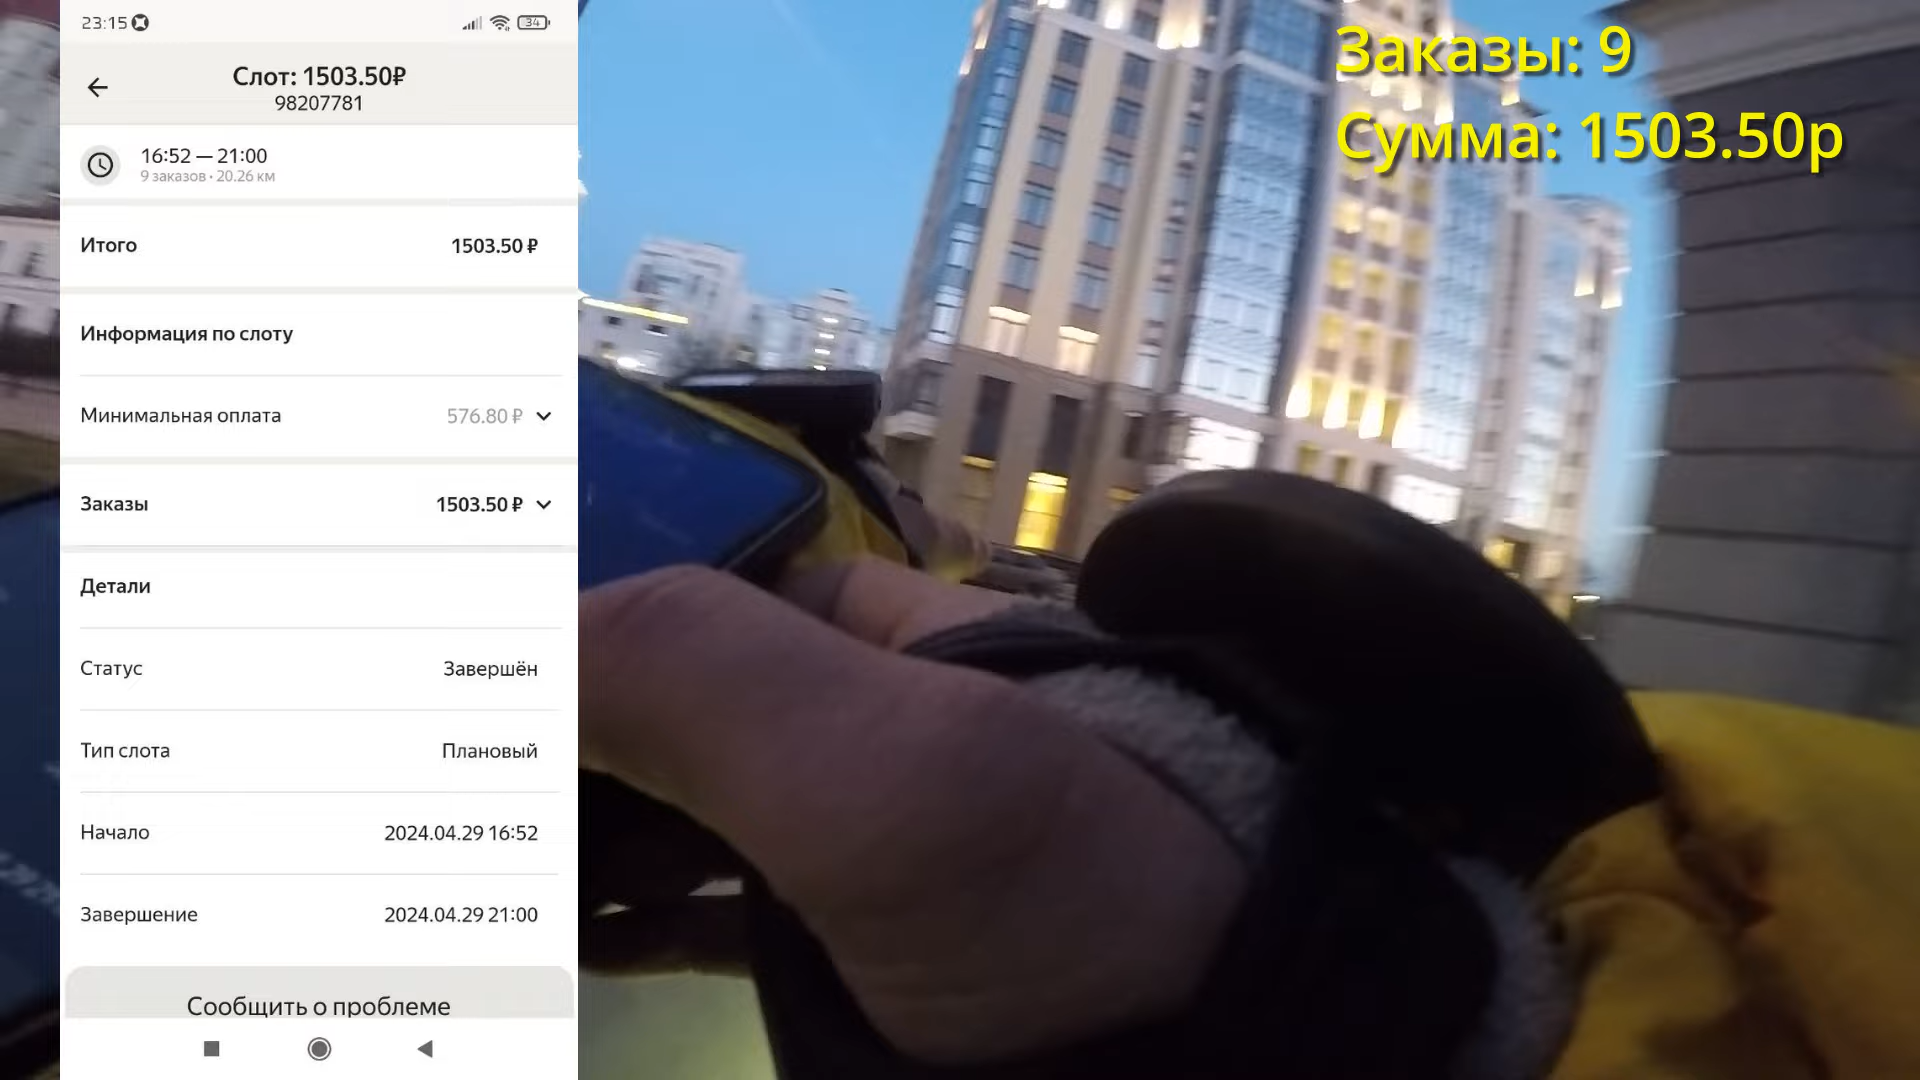 23:15
34
Слот: 1503.50₽
98207781
16:52 — 21:00
9 заказов • 20.26 км
Итого
1503.50 ₽
Информация по слоту
Минимальная оплата
576.80 ₽
Заказы
1503.50 ₽
Детали
Статус
Завершён
Тип слота
Плановый
Начало
2024.04.29 16:52
Завершение
2024.04.29 21:00
Сообщить о проблеме
Заказы: 9
Сумма: 1503.50р